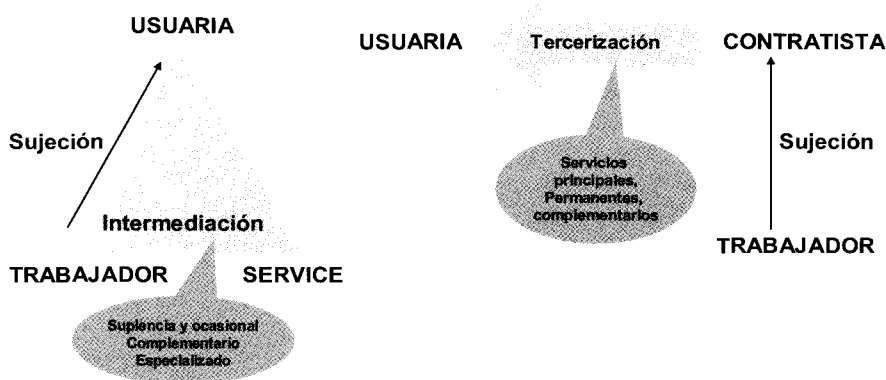 USUARIA
Sujeción
Intermediación
TRABAJADOR SERVICE
Suplencia y ocasional
Complementario
Especializado
USUARIA Tercerización CONTRATISTA
Servicios
principales,
Permanentes,
complementarios
Sujeción
TRABAJADOR